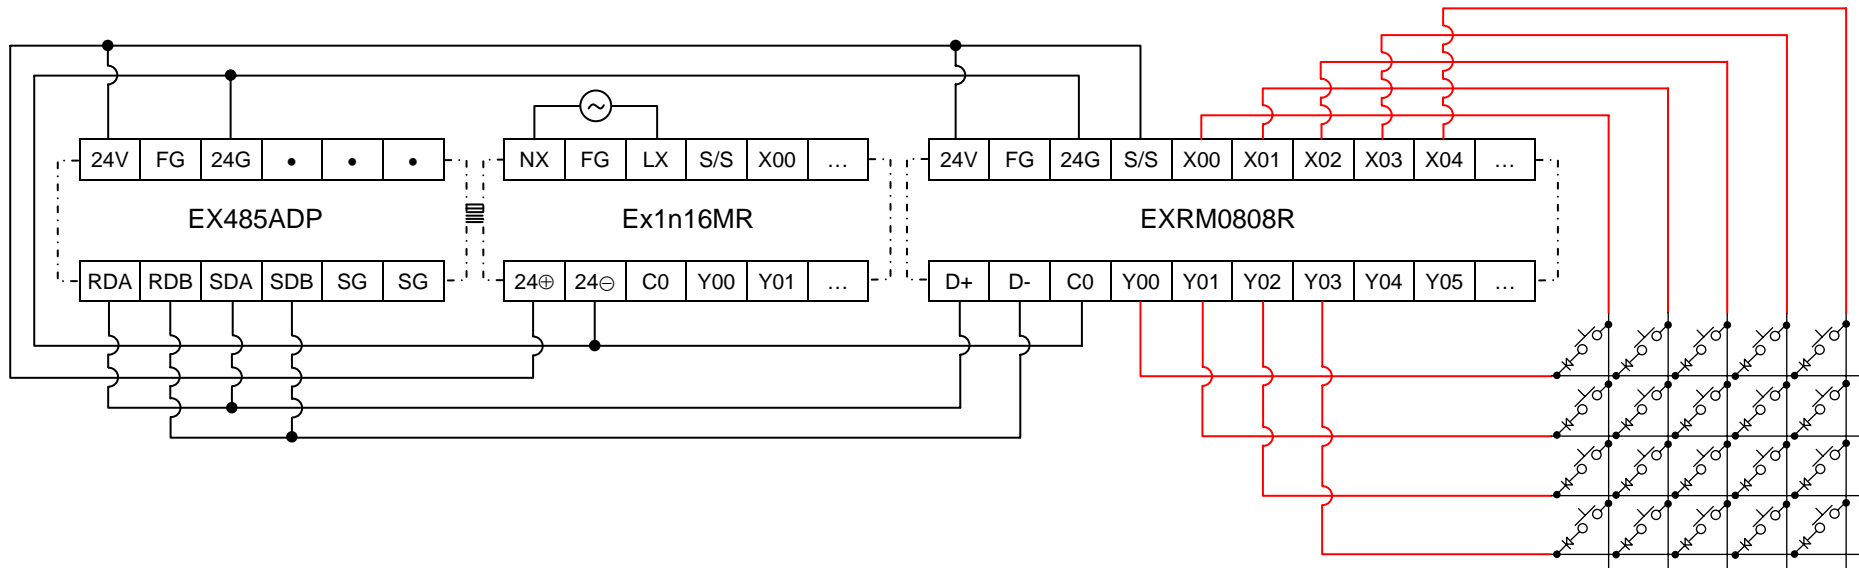 24V FG 24G • • •
NX FG LX S/S X00 ...
24V FG 24G S/S X00 X01 X02 X03 X04 ...
EX485ADP
Ex1n16MR
EXRM0808R
RDA RDB SDA SDB SG SG
24⊕ 24⊖ C0 Y00 Y01 ...
D+ D- C0 Y00 Y01 Y02 Y03 Y04 Y05 ...